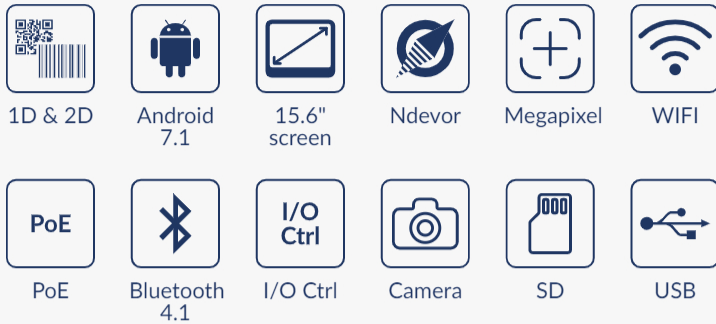 1D & 2D
Android
7.1
15.6"
screen
Ndevor
Megapixel
WIFI
PoE
I/O
Ctrl
PoE
Bluetooth
4.1
I/O Ctrl
Camera
SD
USB